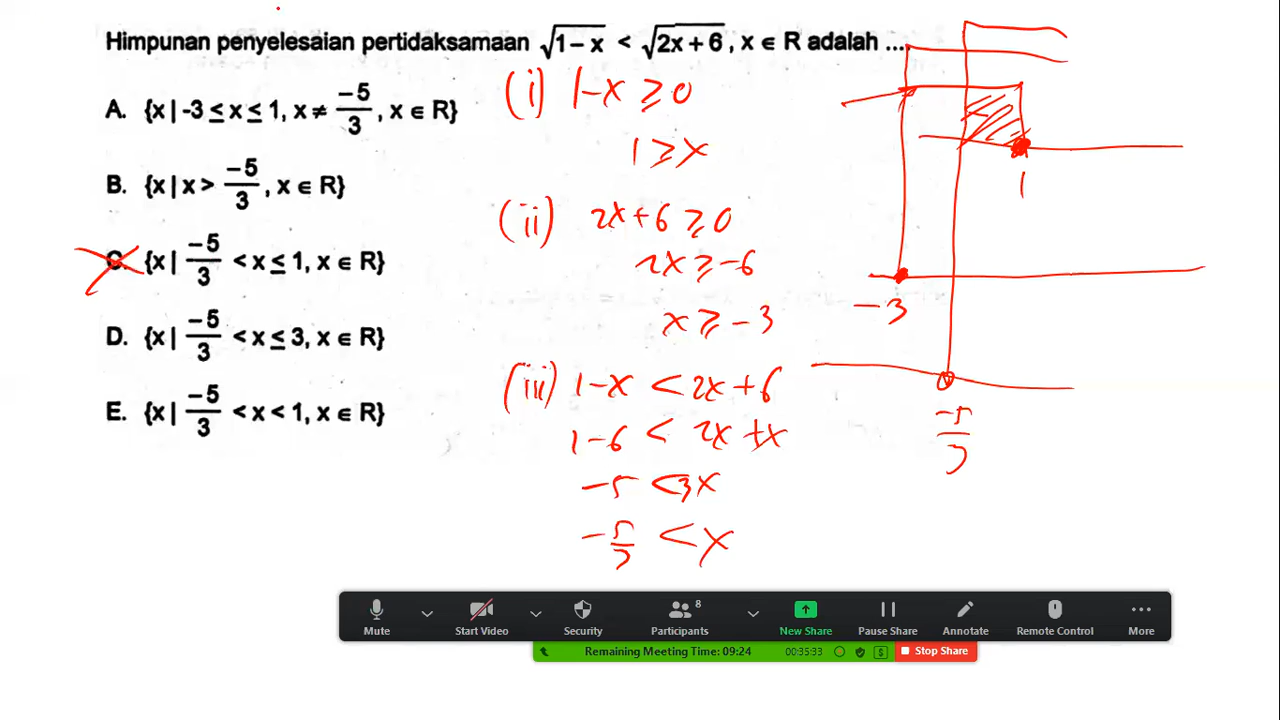 Himpunan penyelesaian pertidaksamaan √1-x < √2x+6, x ∈ R adalah ....
A. {x | -3 ≤ x ≤ 1, x ≠ -5/3, x ∈ R}
B. {x | x > -5/3, x ∈ R}
C. {x | -5/3 < x ≤ 1, x ∈ R}
D. {x | -5/3 < x ≤ 3, x ∈ R}
E. {x | -5/3 < x < 1, x ∈ R}
(i) 1-x ≥ 0
1 ≥ x
(ii) 2x+6 ≥ 0
2x ≥ -6
x ≥ -3
(iii) 1-x < 2x+6
1-6 < 2x+x
-5 < 3x
-5/3 < x
1
-3
-5/3
Mute
Start Video
Security
8
Participants
New Share
Pause Share
Annotate
Remote Control
More
Remaining Meeting Time: 09:24
00:35:33
$
Stop Share